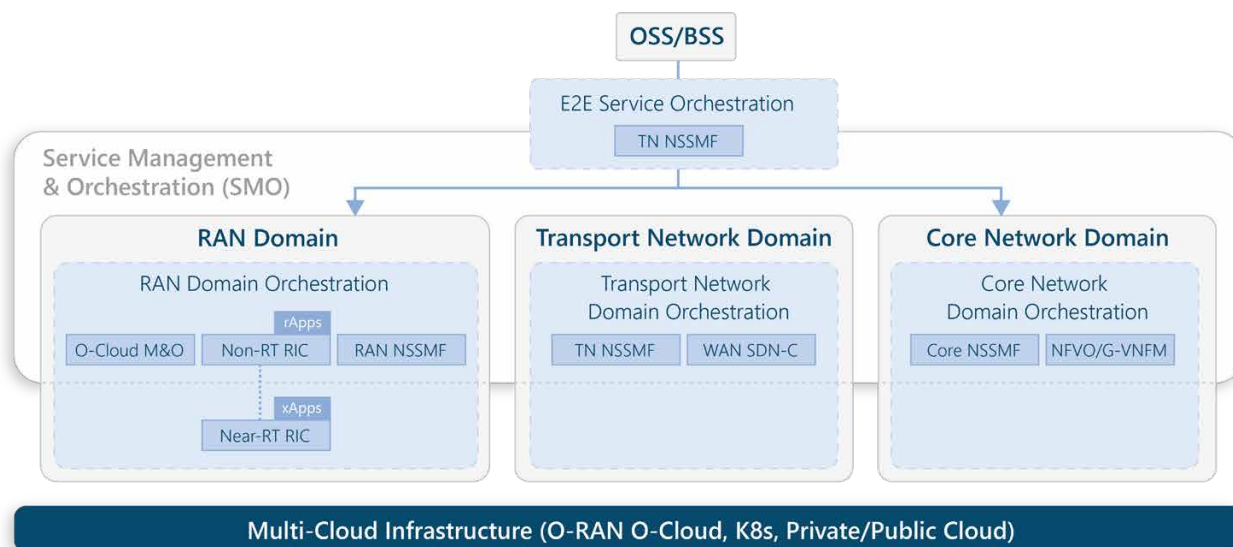 OSS/BSS
E2E Service Orchestration
TN NSSMF
Service Management
& Orchestration (SMO)
RAN Domain
RAN Domain Orchestration
rApps
O-Cloud M&O
Non-RT RIC
RAN NSSMF
xApps
Near-RT RIC
Transport Network Domain
Transport Network
Domain Orchestration
TN NSSMF
WAN SDN-C
Core Network Domain
Core Network
Domain Orchestration
Core NSSMF
NFVO/G-VNFM
Multi-Cloud Infrastructure (O-RAN O-Cloud, K8s, Private/Public Cloud)